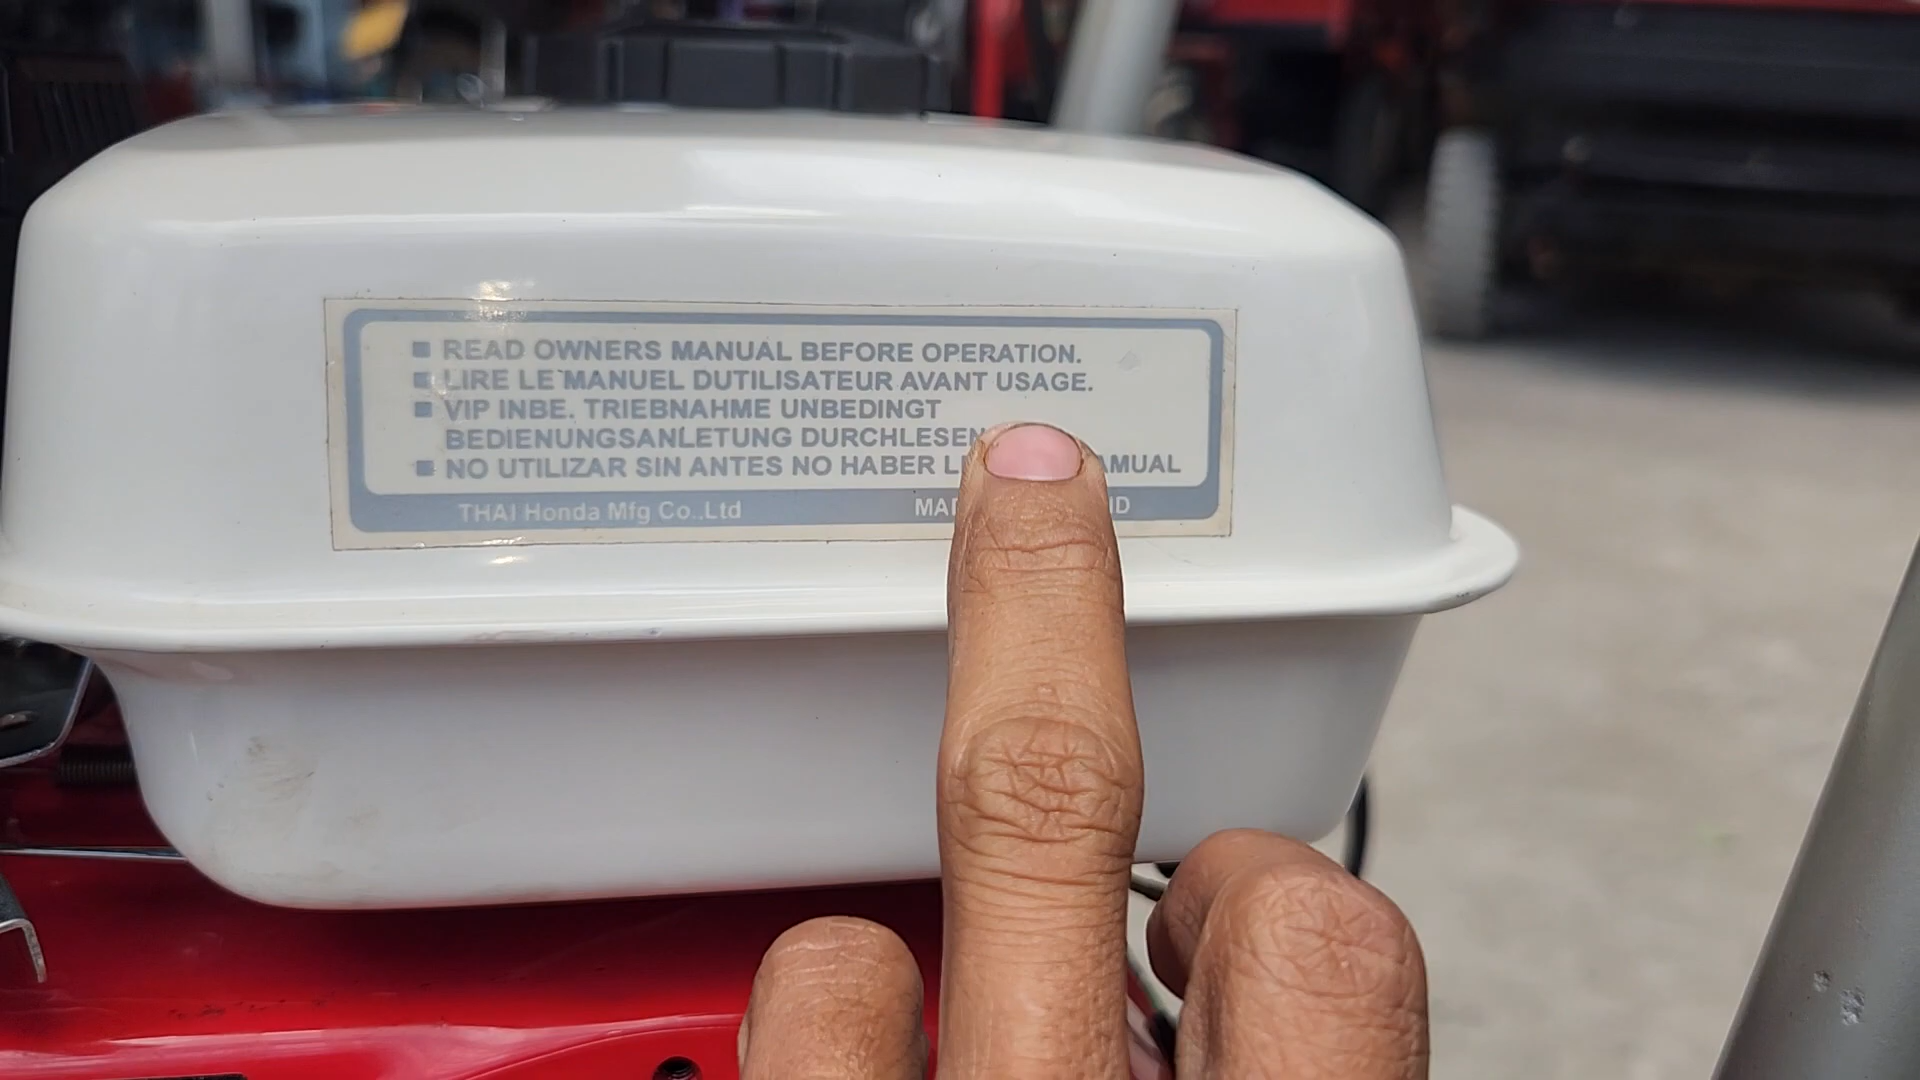 ■ READ OWNERS MANUAL BEFORE OPERATION.
■ LIRE LE`MANUEL DUTILISATEUR AVANT USAGE.
■ VIP INBE. TRIEBNAHME UNBEDINGT
BEDIENUNGSANLETUNG DURCHLESEN
■ NO UTILIZAR SIN ANTES NO HABER
THAI Honda Mfg Co.,Ltd